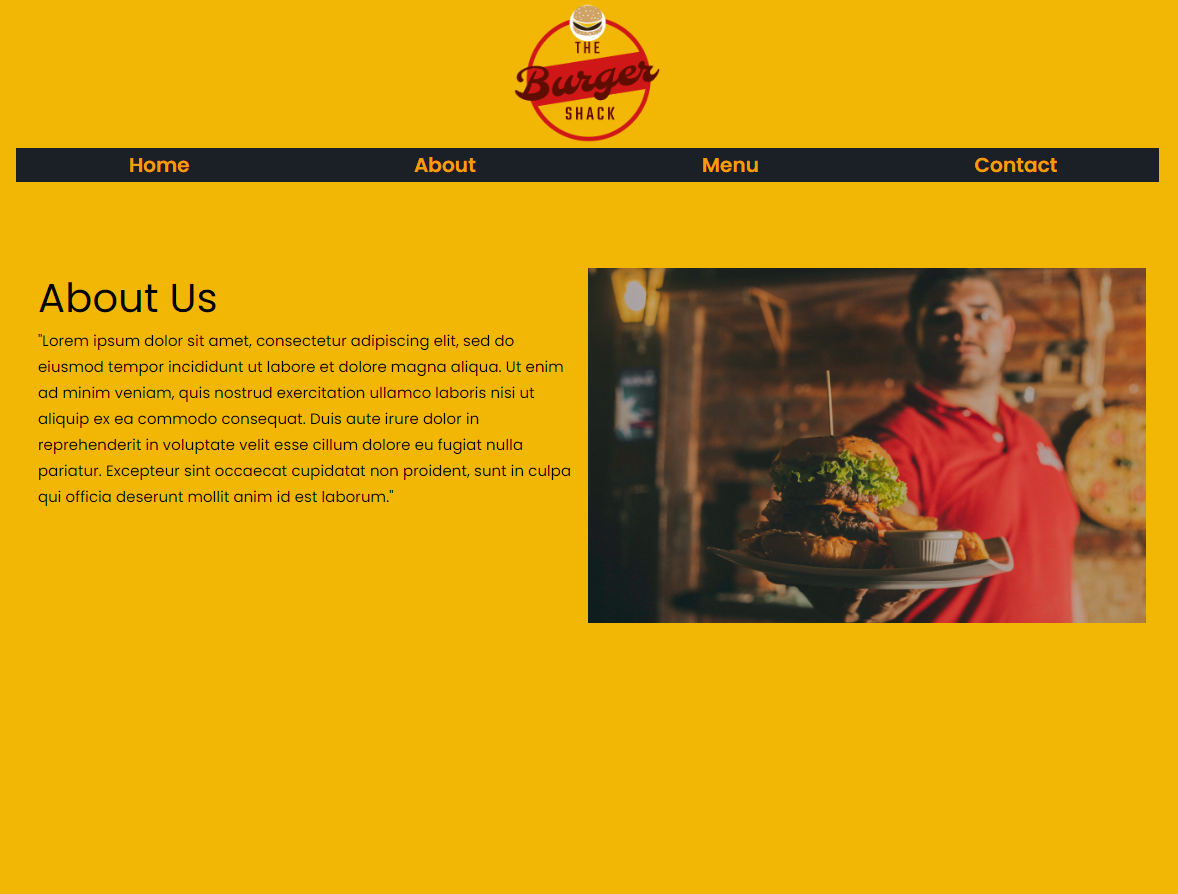 THE
Burger
SHACK
Home About Menu Contact
About Us
"Lorem ipsum dolor sit amet, consectetur adipiscing elit, sed do
eiusmod tempor incididunt ut labore et dolore magna aliqua. Ut enim
ad minim veniam, quis nostrud exercitation ullamco laboris nisi ut
aliquip ex ea commodo consequat. Duis aute irure dolor in
reprehenderit in voluptate velit esse cillum dolore eu fugiat nulla
pariatur. Excepteur sint occaecat cupidatat non proident, sunt in culpa
qui officia deserunt mollit anim id est laborum."